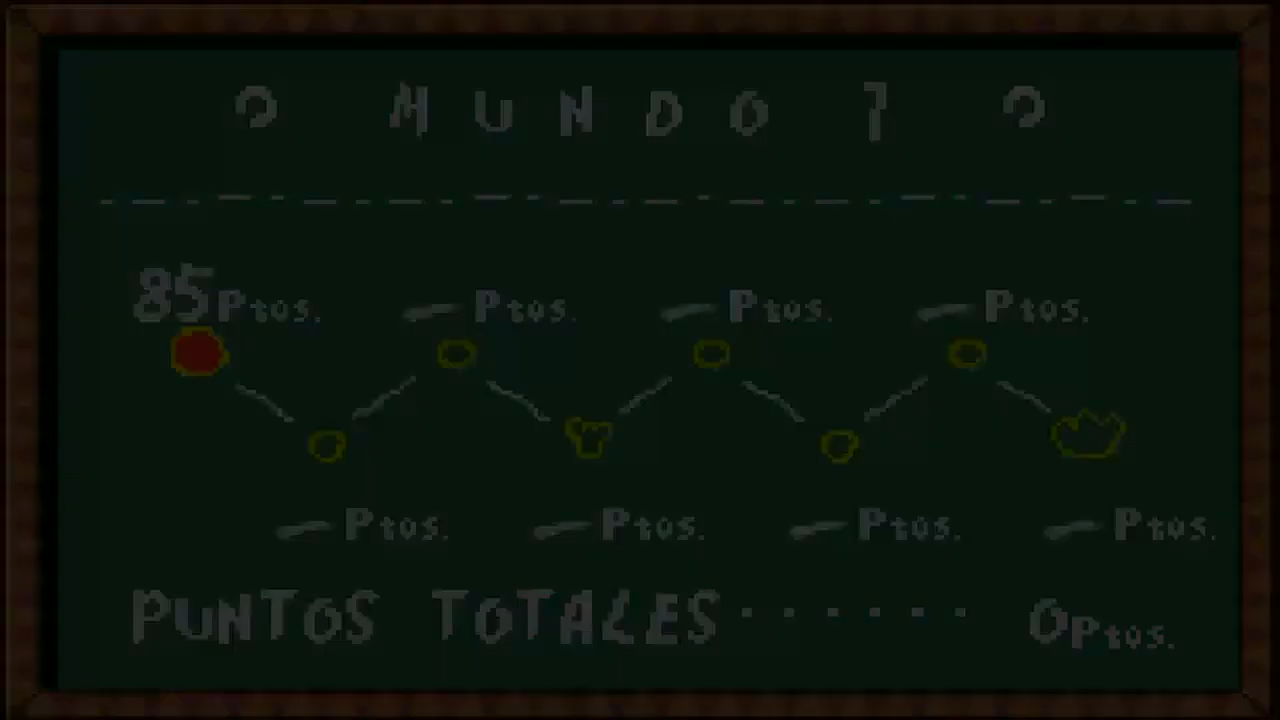 MUNDO 1
85Ptos. Ptos. Ptos. Ptos.
Ptos. Ptos. Ptos. Ptos.
PUNTOS TOTALES ······ 0Ptos.